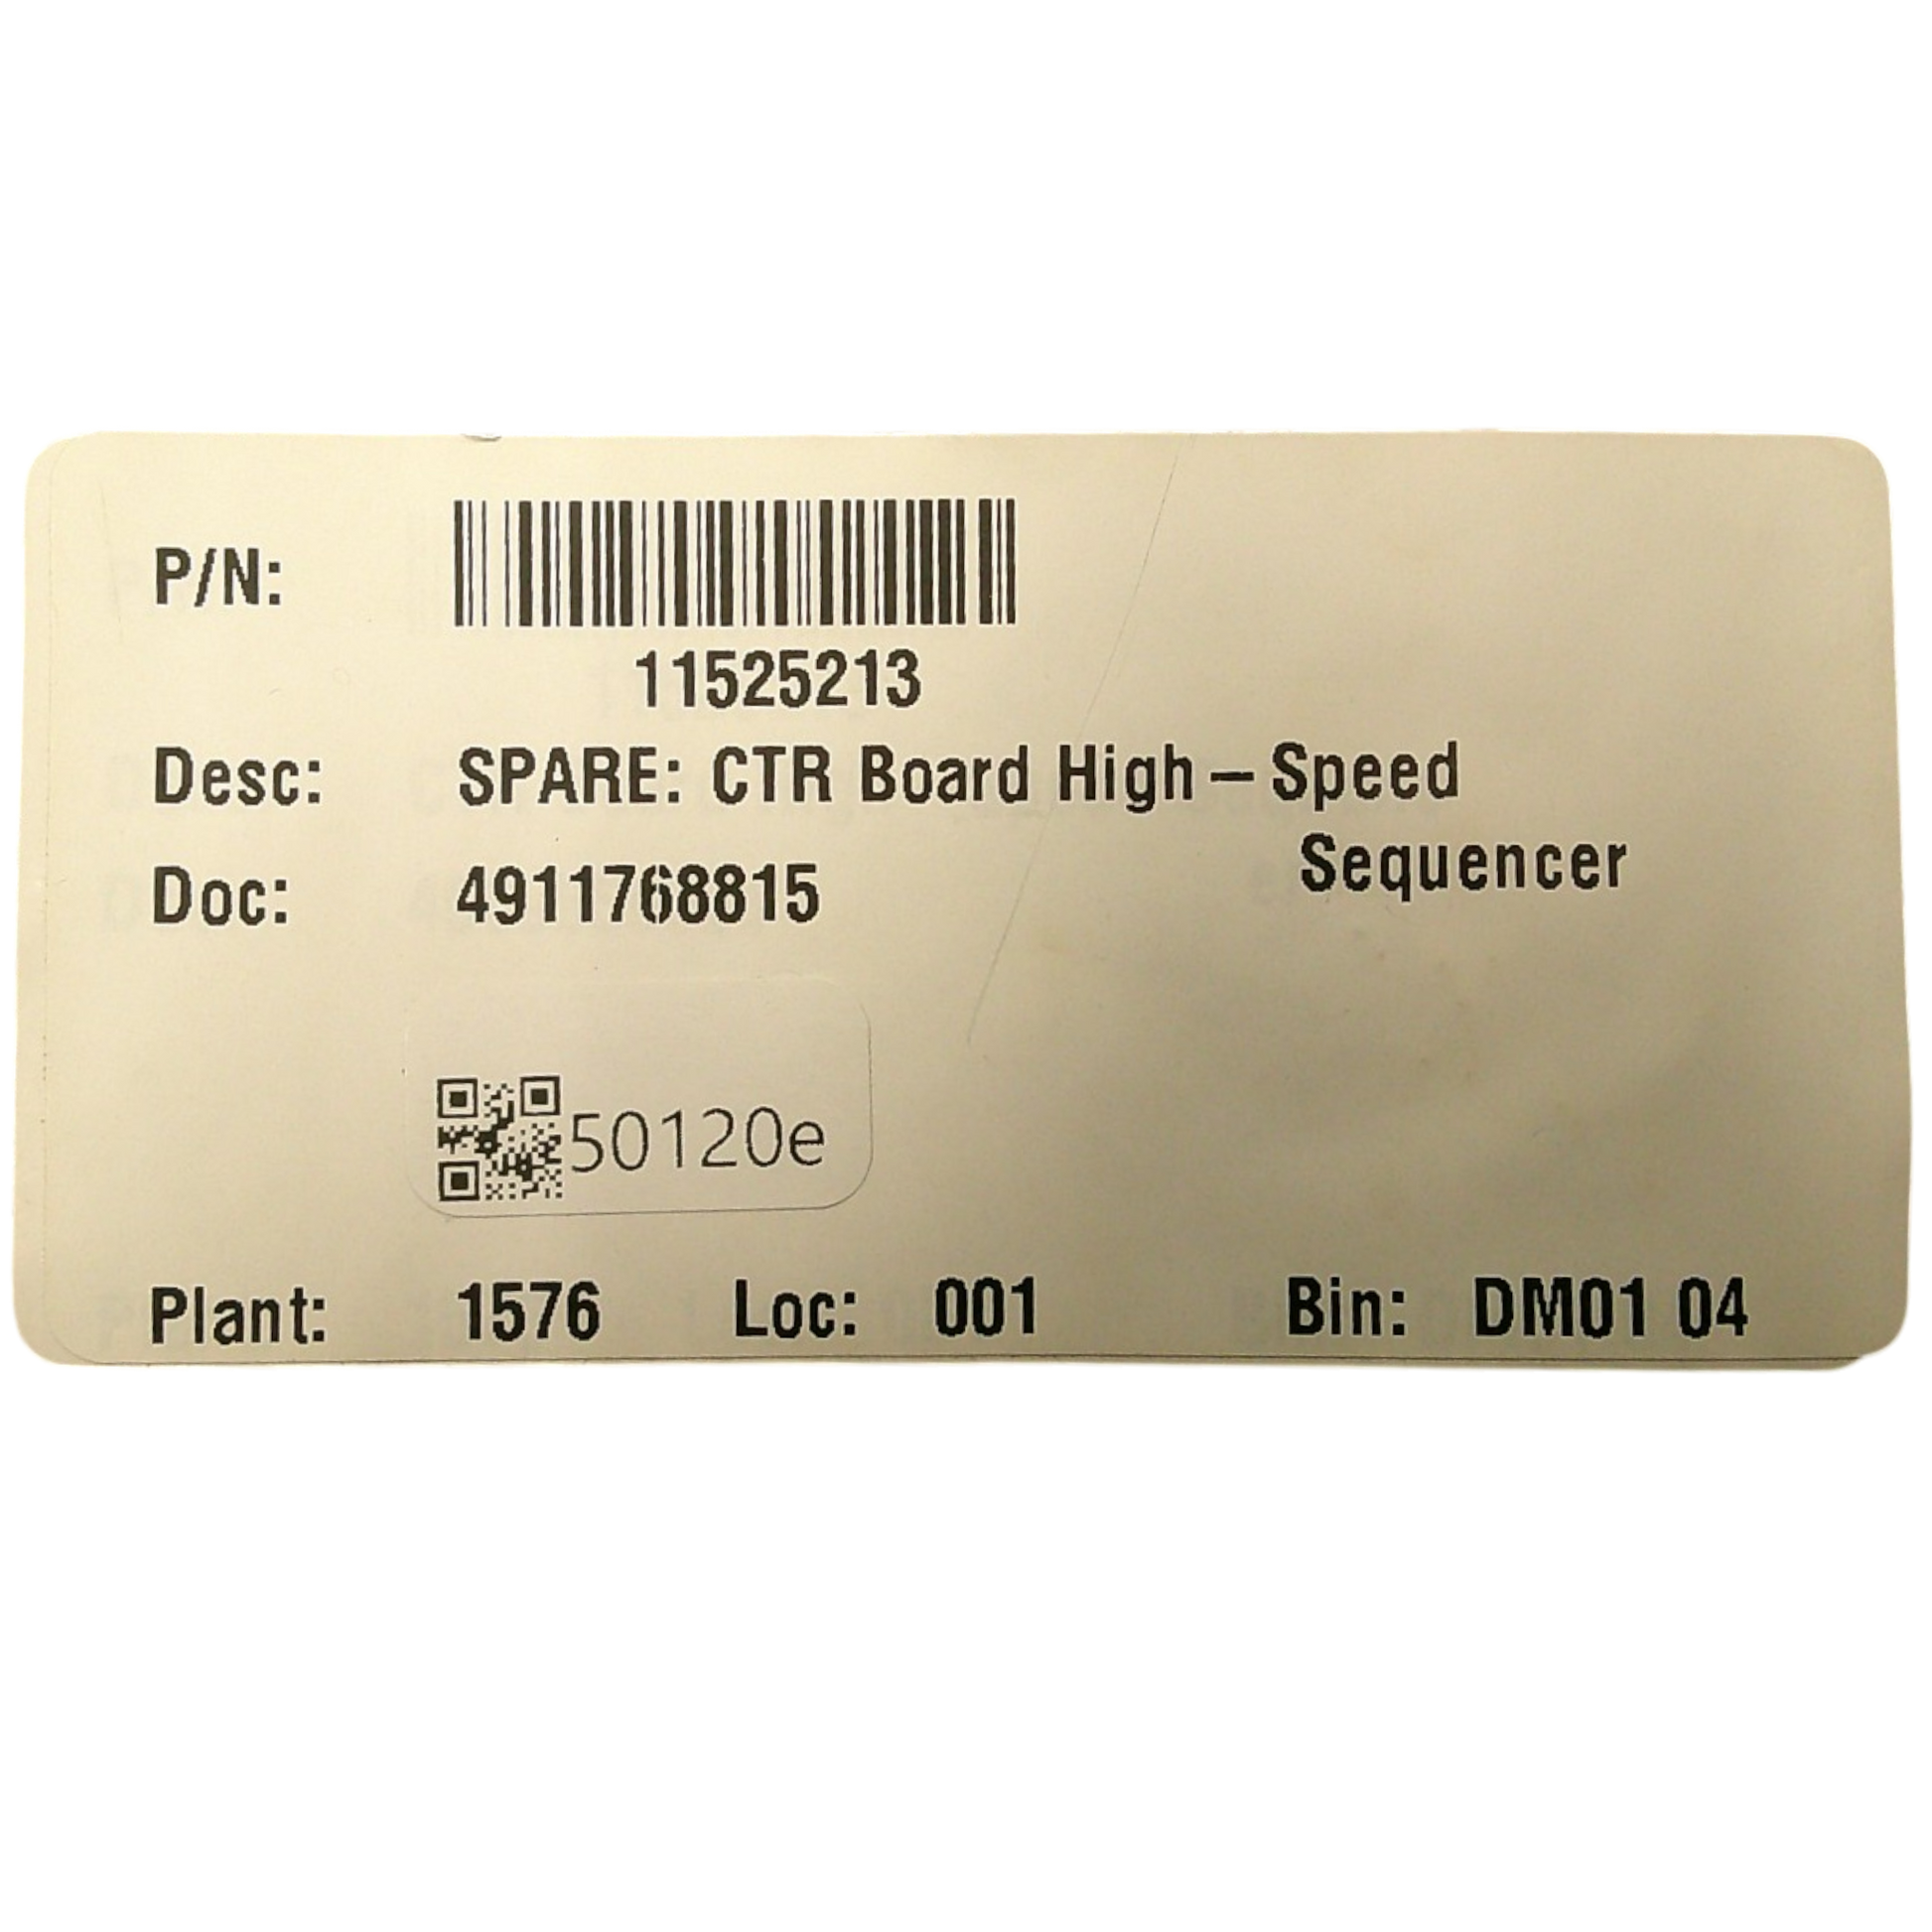 P/N:
11525213
Desc: SPARE: CTR Board High-Speed
Sequencer
Doc: 4911768815
50120e
Plant: 1576 Loc: 001 Bin: DM01 04